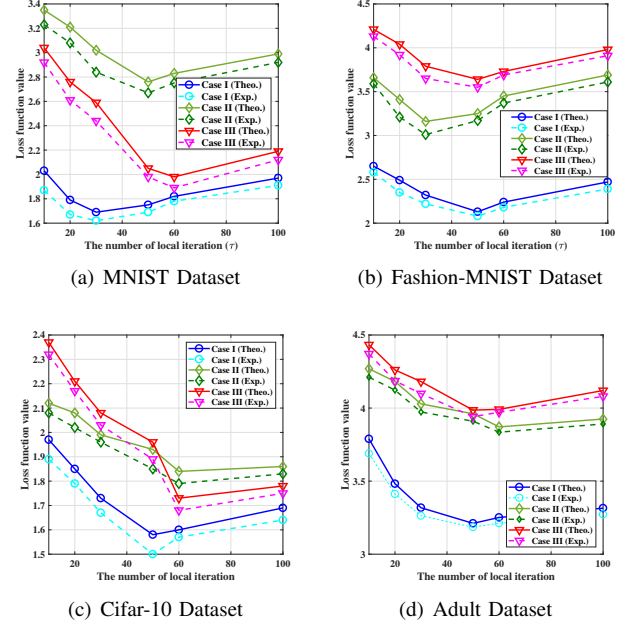 3.4
3.2
3
2.8
2.6
2.4
2.2
2
1.8
1.6
Loss function value
20
40
60
80
100
The number of local iteration (τ)
Case I (Theo.)
Case I (Exp.)
Case II (Theo.)
Case II (Exp.)
Case III (Theo.)
Case III (Exp.)
(a) MNIST Dataset
4.5
4
3.5
3
2.5
2
Loss function value
20
40
60
80
100
The number of local iteration (τ)
Case I (Theo.)
Case I (Exp.)
Case II (Theo.)
Case II (Exp.)
Case III (Theo.)
Case III (Exp.)
(b) Fashion-MNIST Dataset
2.4
2.3
2.2
2.1
2
1.9
1.8
1.7
1.6
1.5
Loss function value
20
40
60
80
100
The number of local iteration
Case I (Theo.)
Case I (Exp.)
Case II (Theo.)
Case II (Exp.)
Case III (Theo.)
Case III (Exp.)
(c) Cifar-10 Dataset
4.5
4
3.5
3
Loss function value
20
40
60
80
100
The number of local iteration
Case I (Theo.)
Case I (Exp.)
Case II (Theo.)
Case II (Exp.)
Case III (Theo.)
Case III (Exp.)
(d) Adult Dataset